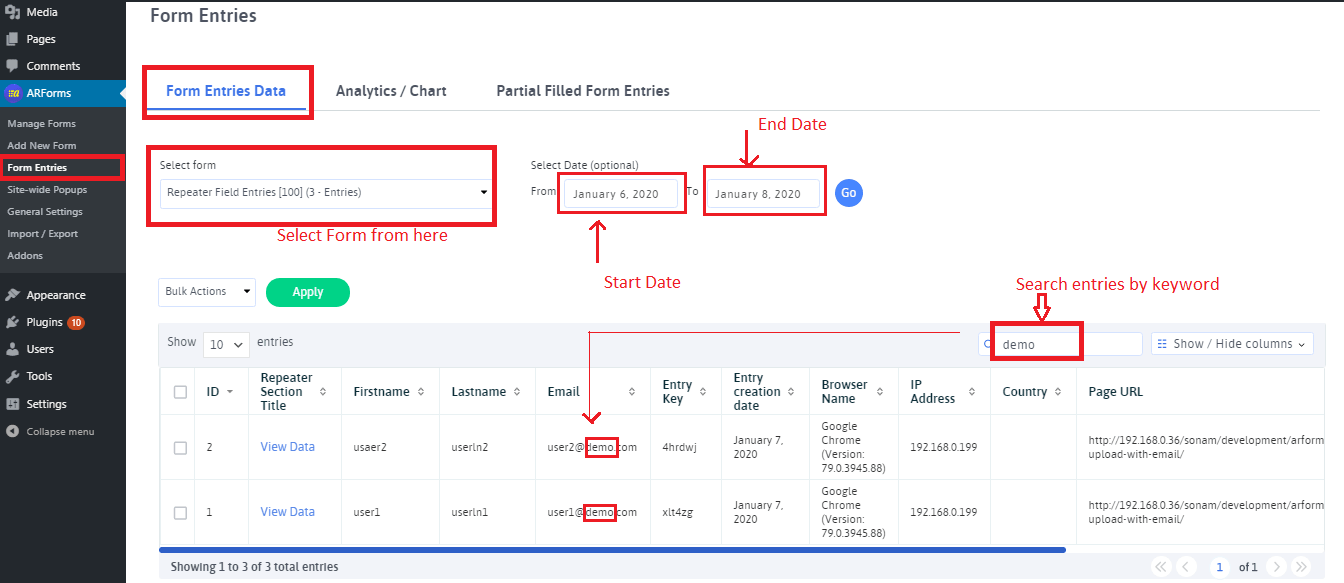 Media
Pages
Comments
ARForms
Manage Forms
Add New Form
Form Entries
Site-wide Popups
General Settings
Import / Export
Addons
Appearance
Plugins 10
Users
Tools
Settings
Collapse menu
Form Entries
Form Entries Data Analytics / Chart Partial Filled Form Entries
End Date
Select form Select Date (optional)
Repeater Field Entries [100] (3 - Entries) From January 6, 2020 To January 8, 2020 Go
Select Form from here
Start Date
Search entries by keyword
Bulk Actions Apply
Show 10 entries demo Show / Hide columns
ID
Repeater
Section
Title
Firstname
Lastname
Email
Entry
Key
Entry
creation
date
Browser
Name
IP
Address
Country
Page URL
2
View Data
usaer2
userln2
user2@demo.com
4hrdwj
January 7,
2020
Google
Chrome
(Version:
79.0.3945.88)
192.168.0.199
http://192.168.0.36/sonam/development/arform
upload-with-email/
1
View Data
user1
userln1
user1@demo.com
xlt4zg
January 7,
2020
Google
Chrome
(Version:
79.0.3945.88)
192.168.0.199
http://192.168.0.36/sonam/development/arform
upload-with-email/
Showing 1 to 3 of 3 total entries 1 of 1